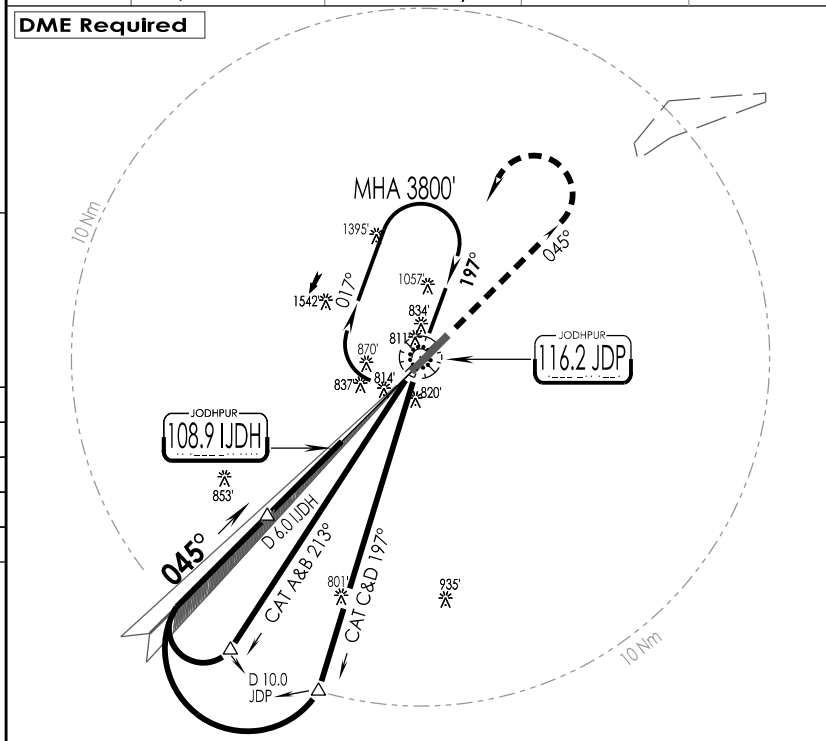 DME Required
10 Nm
MHA 3800'
1395'
017°
197°
045°
1057'
1542'
834'
811'
JODHPUR
116.2 JDP
870'
837'
814'
820'
JODHPUR
108.9 IJDH
853'
D 6.0 IJDH
045°
CAT A&B 213°
801'
935'
CAT C&D 197°
10 Nm
D 10.0
JDP